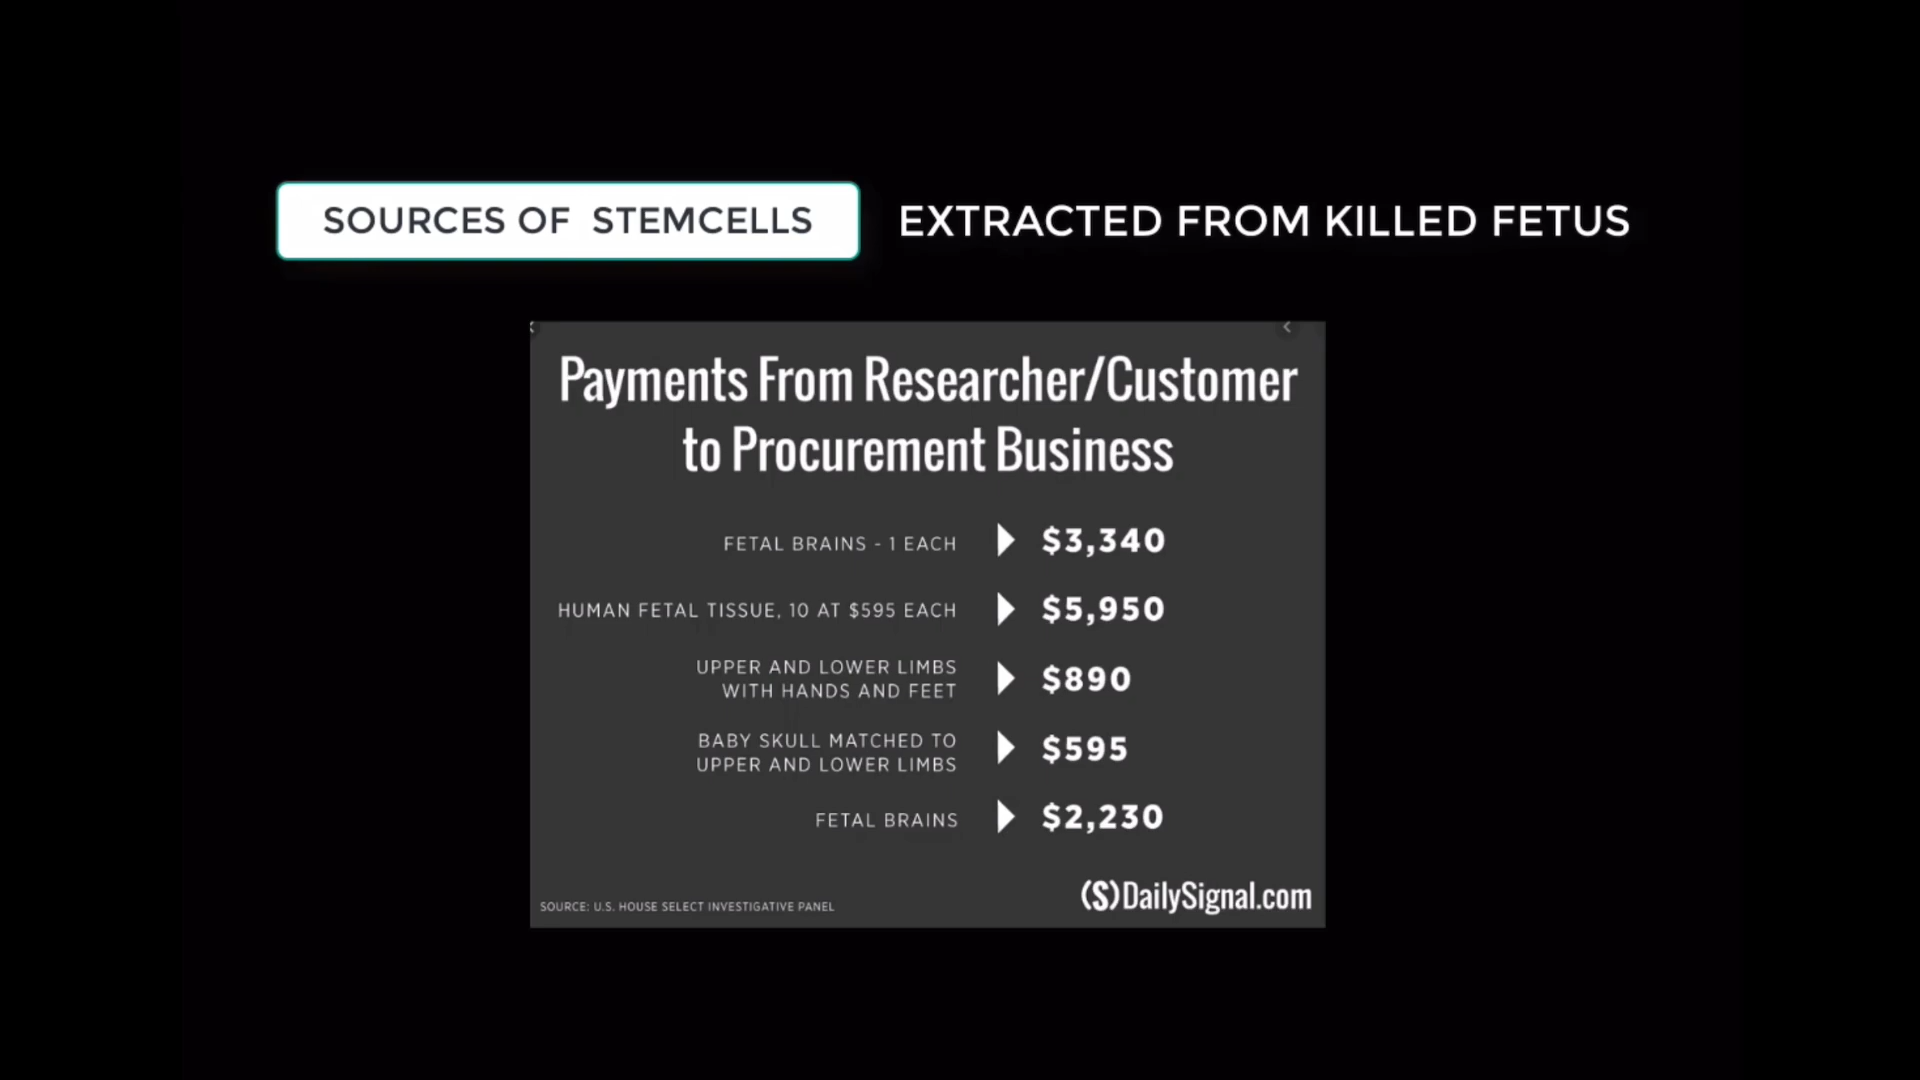 SOURCES OF STEMCELLS EXTRACTED FROM KILLED FETUS
Payments From Researcher/Customer
to Procurement Business
FETAL BRAINS - 1 EACH $3,340
HUMAN FETAL TISSUE, 10 AT $595 EACH $5,950
UPPER AND LOWER LIMBS
WITH HANDS AND FEET $890
BABY SKULL MATCHED TO
UPPER AND LOWER LIMBS $595
FETAL BRAINS $2,230
(S) DailySignal.com
SOURCE: U.S. HOUSE SELECT INVESTIGATIVE PANEL